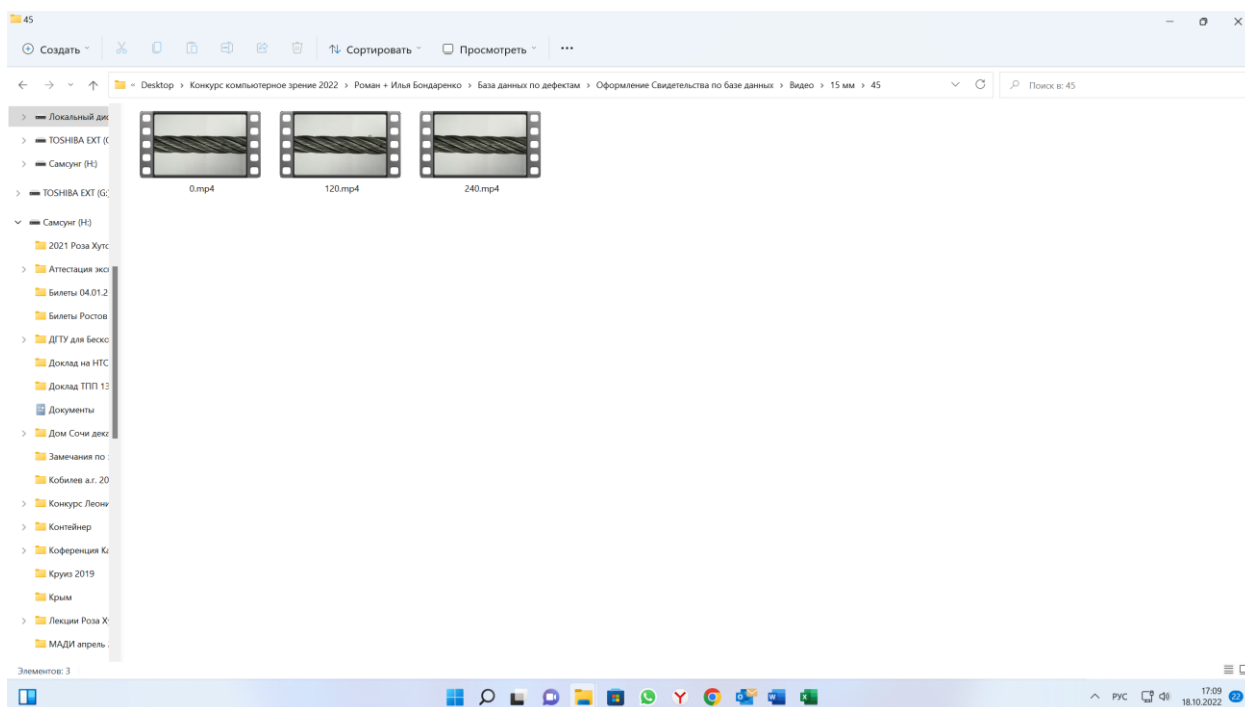 45
Создать
Сортировать
Просмотреть
« Desktop › Конкурс компьютерное зрение 2022 › Роман + Илья Бондаренко › База данных по дефектам › Оформление Свидетельства по базе данных › Видео › 15 мм › 45
Поиск в: 45
Локальный дис
TOSHIBA EXT (G
Самсунг (H:)
TOSHIBA EXT (G:
Самсунг (H:)
2021 Роза Хуто
Аттестация эксп
Билеты 04.01.2
Билеты Ростов
ДГТУ для Беско
Доклад на НТС
Доклад ТПП 13
Документы
Дом Сочи дека
Замечания по
Кобилев а.г. 20
Конкурс Леони
Контейнер
Коференция Ка
Круиз 2019
Крым
Лекции Роза Х
МАДИ апрель
0.mp4
120.mp4
240.mp4
Элементов: 3
РУС
17:09
18.10.2022
22